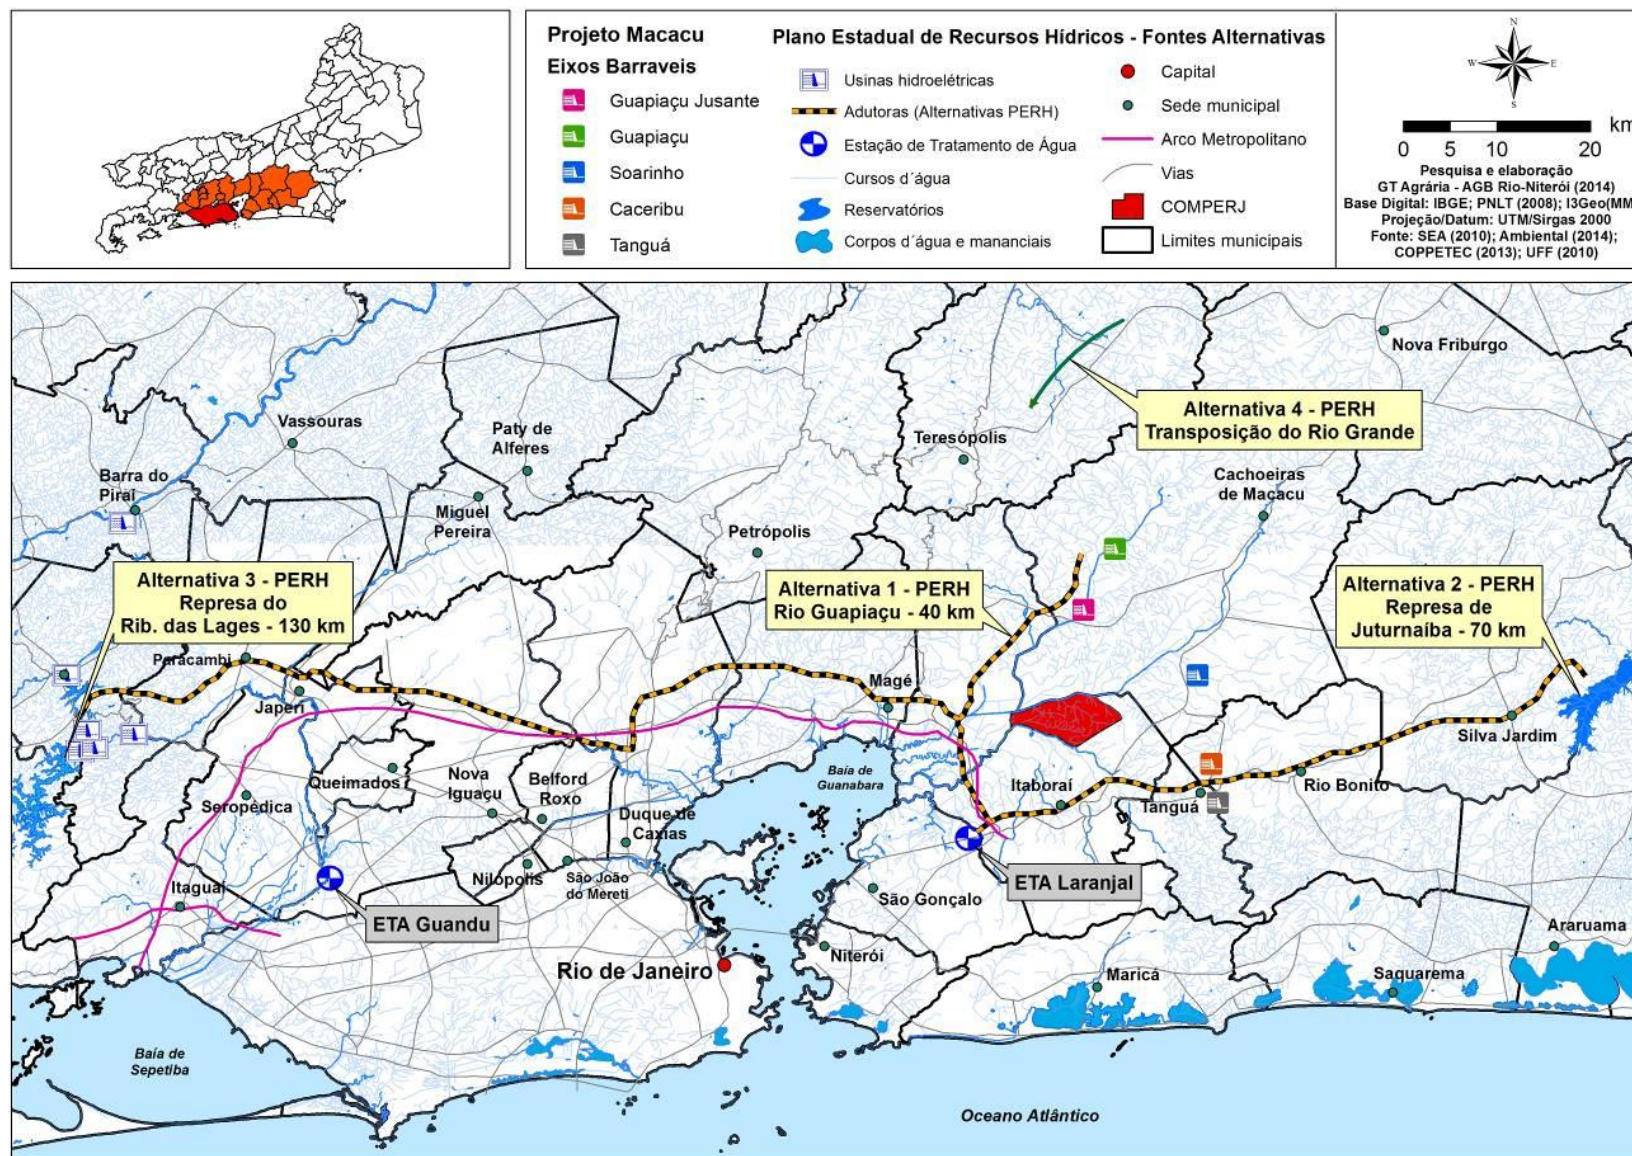 Projeto Macacu
Eixos Barraveis
Guapiaçu Jusante
Guapiaçu
Soarinho
Caceribu
Tanguá
Plano Estadual de Recursos Hídricos - Fontes Alternativas
Usinas hidroelétricas
Adutoras (Alternativas PERH)
Estação de Tratamento de Água
Cursos d´água
Reservatórios
Corpos d´água e mananciais
Capital
Sede municipal
Arco Metropolitano
Vias
COMPERJ
Limites municipais
N
W
E
S
km
0 5 10 20
Pesquisa e elaboração
GT Agrária - AGB Rio-Niterói (2014)
Base Digital: IBGE; PNLT (2008); I3Geo(MM
Projeção/Datum: UTM/Sirgas 2000
Fonte: SEA (2010); Ambiental (2014);
COPPETEC (2013); UFF (2010)
Nova Friburgo
Alternativa 4 - PERH
Transposição do Rio Grande
Vassouras
Paty de
Alferes
Teresópolis
Barra do
Piraí
Cachoeiras
de Macacu
Miguel
Pereira
Petrópolis
Alternativa 3 - PERH
Represa do
Rib. das Lages - 130 km
Alternativa 1 - PERH
Rio Guapiaçu - 40 km
Alternativa 2 - PERH
Represa de
Juturnaíba - 70 km
Paracambi
Magé
Japeri
Silva Jardim
Queimados
Nova
Iguaçu
Belford
Roxo
Baía de
Guanabara
Itaboraí
Rio Bonito
Seropédica
Tanguá
Duque de
Caxias
Nilópolis
São João
do Mereti
Itaguaí
ETA Laranjal
São Gonçalo
ETA Guandu
Araruama
Niterói
Rio de Janeiro
Maricá
Saquarema
Baía de
Sepetiba
Oceano Atlântico